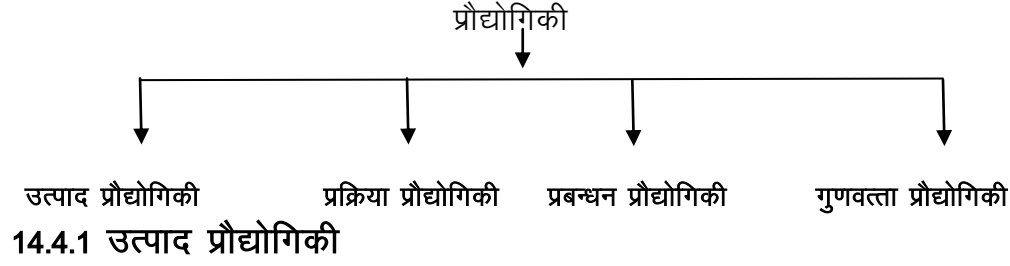 प्रौद्योगिकी
उत्पाद प्रौद्योगिकी प्रक्रिया प्रौद्योगिकी प्रबन्धन प्रौद्योगिकी गुणवत्ता प्रौद्योगिकी
14.4.1 उत्पाद प्रौद्योगिकी